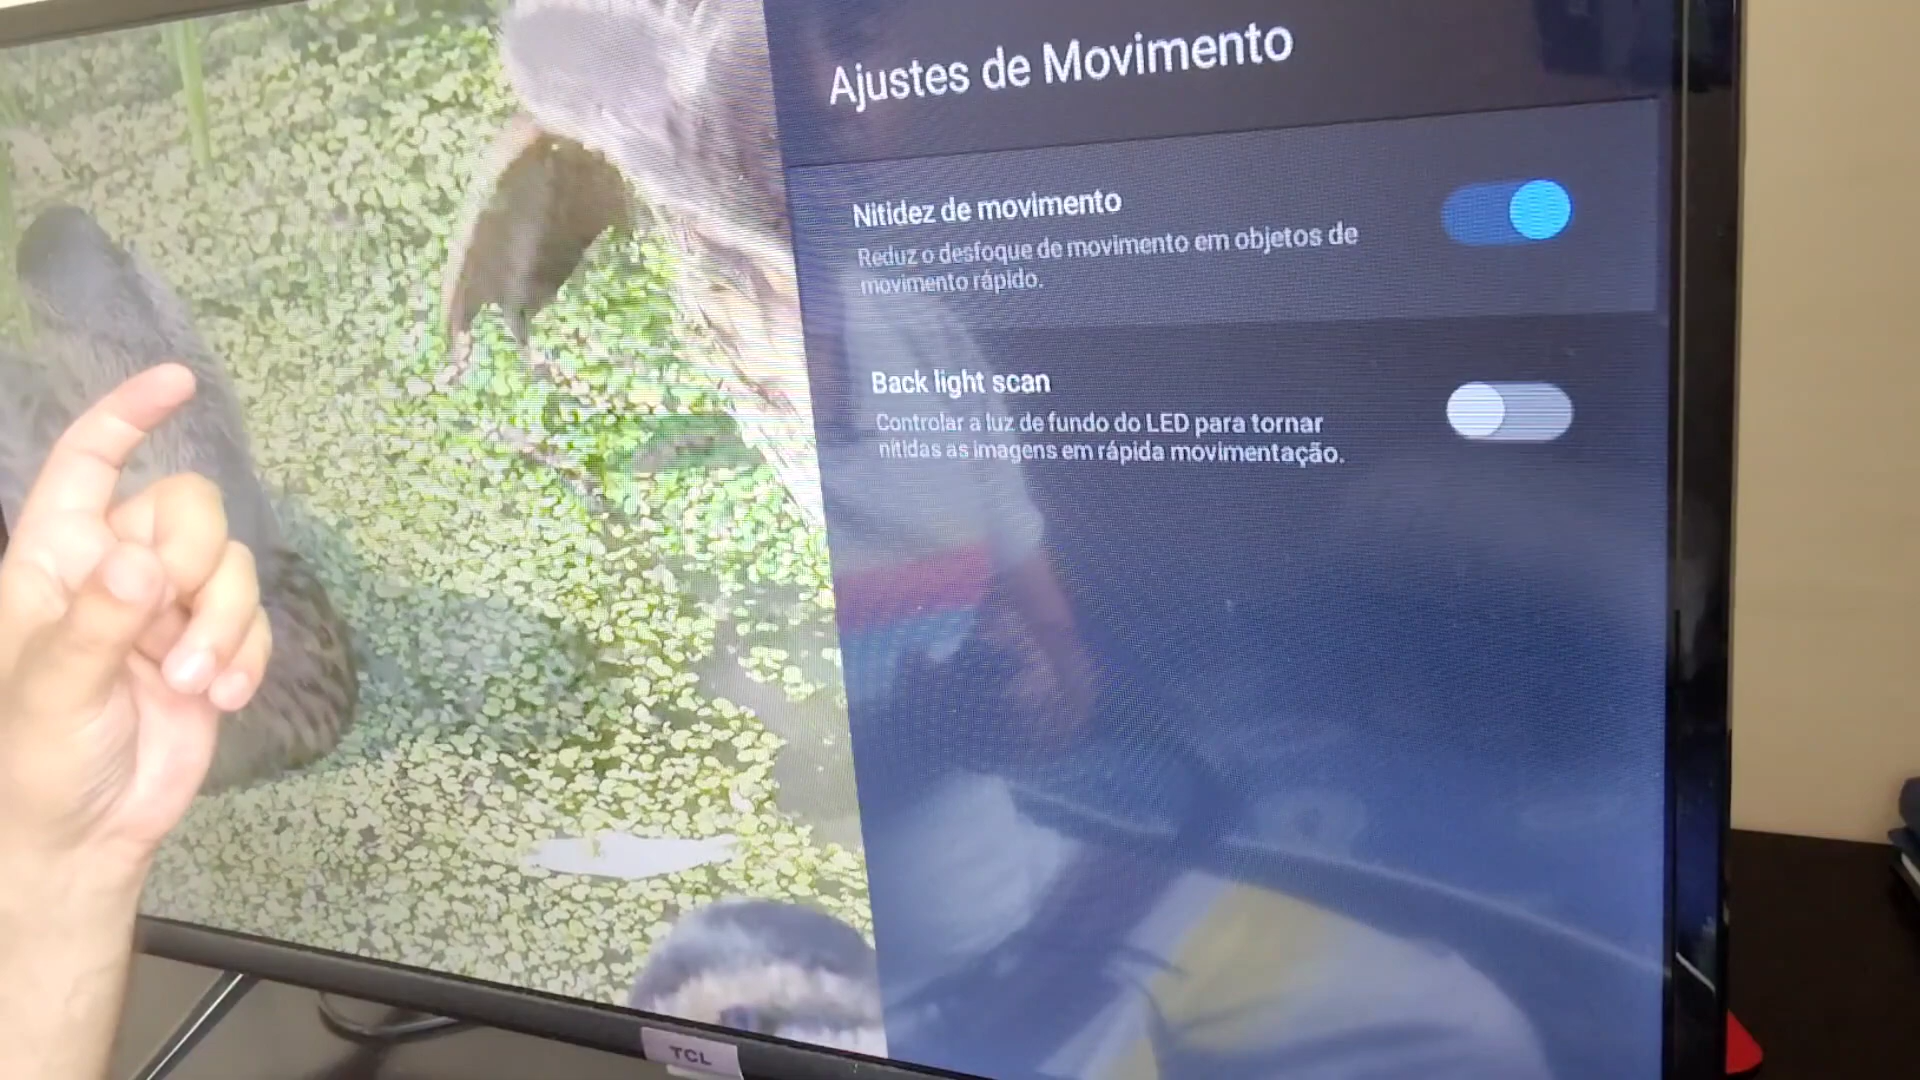 Ajustes de Movimento
Nitidez de movimento
Reduz o desfoque de movimento em objetos de
movimento rápido.
Back light scan
Controlar a luz de fundo do LED para tornar
nítidas as imagens em rápida movimentação.
TCL